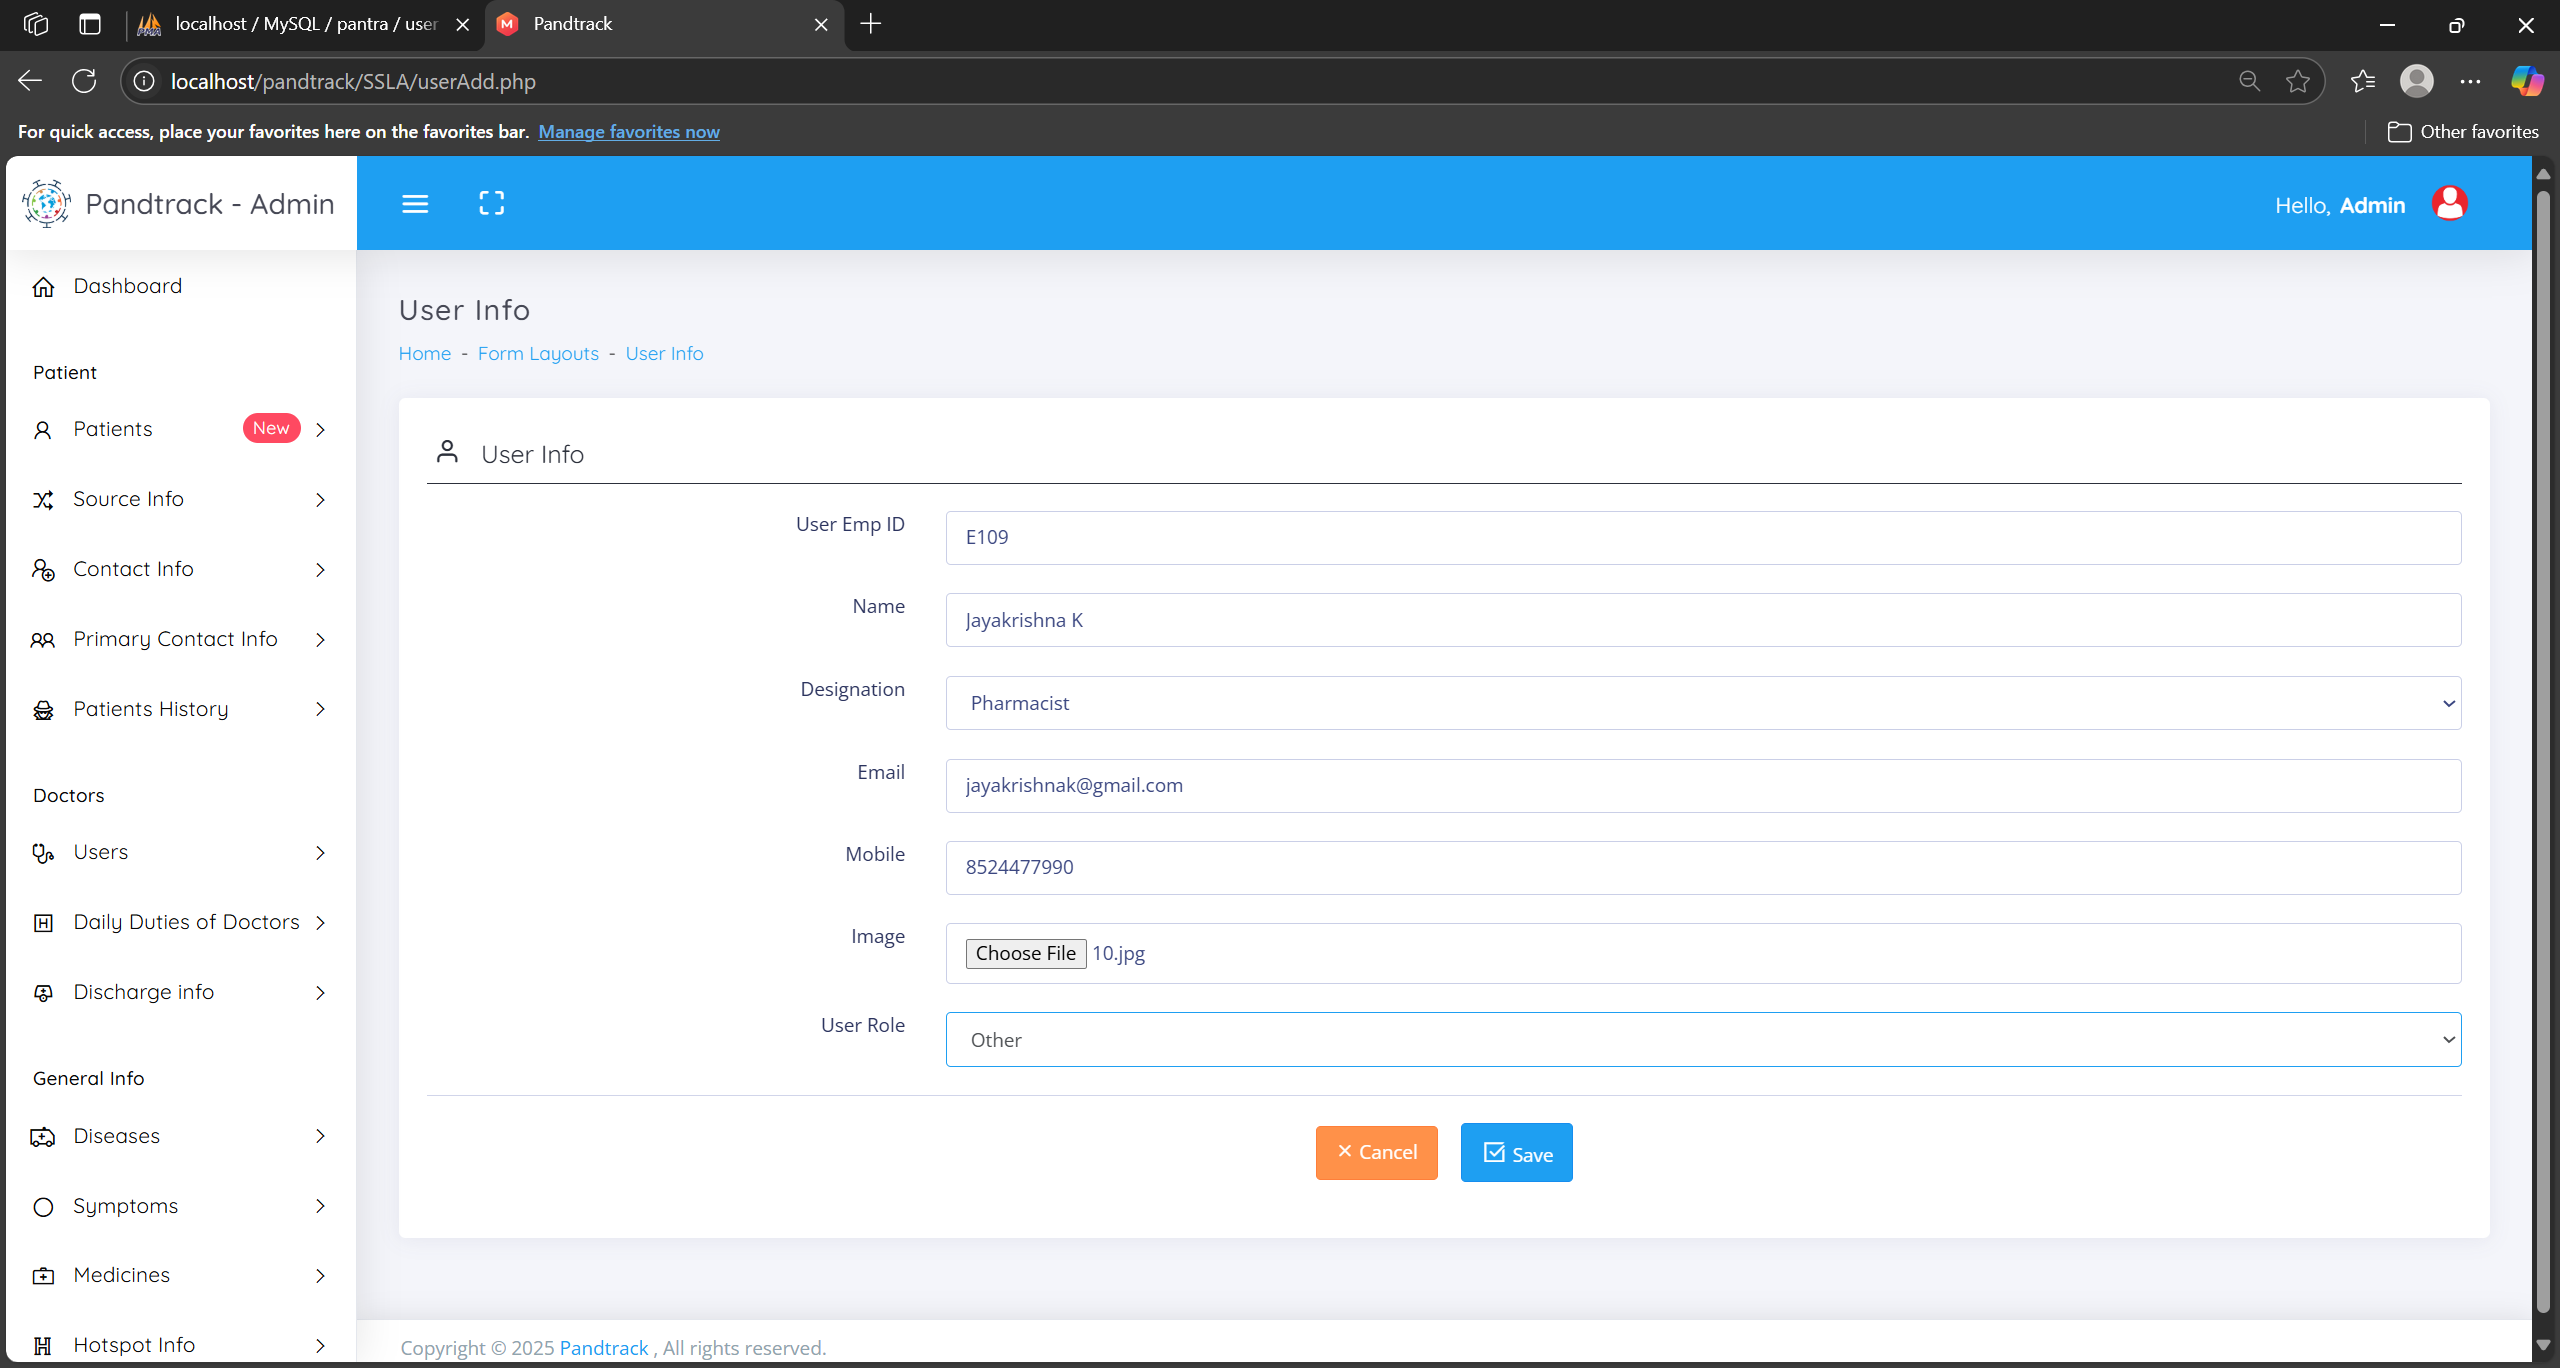 localhost / MySQL / pantra / user
Pandtrack
localhost/pandtrack/SSLA/userAdd.php
For quick access, place your favorites here on the favorites bar. Manage favorites now
Other favorites
Pandtrack - Admin
Hello, Admin
Dashboard
Patient
Patients New
Source Info
Contact Info
Primary Contact Info
Patients History
Doctors
Users
Daily Duties of Doctors
Discharge info
General Info
Diseases
Symptoms
Medicines
Hotspot Info
User Info
Home - Form Layouts - User Info
User Info
User Emp ID E109
Name Jayakrishna K
Designation Pharmacist
Email jayakrishnak@gmail.com
Mobile 8524477990
Image Choose File 10.jpg
User Role Other
Cancel Save
Copyright © 2025 Pandtrack , All rights reserved.